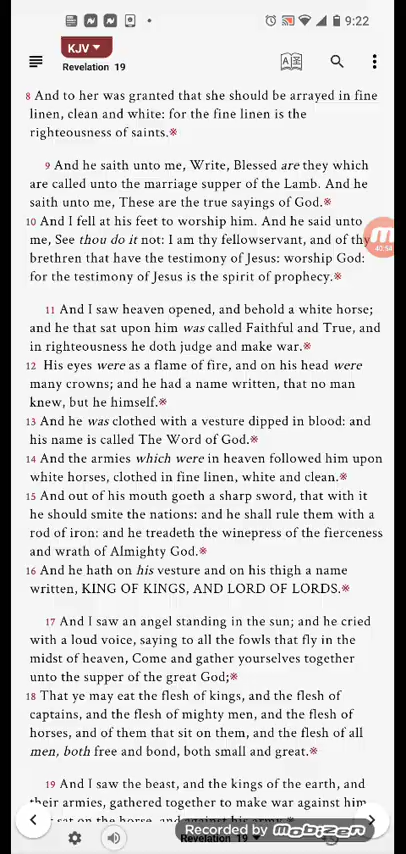 9:22
KJV
Revelation 19
8 And to her was granted that she should be arrayed in fine
linen, clean and white: for the fine linen is the
righteousness of saints.※
9 And he saith unto me, Write, Blessed are they which
are called unto the marriage supper of the Lamb. And he
saith unto me, These are the true sayings of God.※
10 And I fell at his feet to worship him. And he said unto
me, See thou do it not: I am thy fellowservant, and of thy
brethren that have the testimony of Jesus: worship God:
for the testimony of Jesus is the spirit of prophecy.※
40:54
11 And I saw heaven opened, and behold a white horse;
and he that sat upon him was called Faithful and True, and
in righteousness he doth judge and make war.※
12 His eyes were as a flame of fire, and on his head were
many crowns; and he had a name written, that no man
knew, but he himself.※
13 And he was clothed with a vesture dipped in blood: and
his name is called The Word of God.※
14 And the armies which were in heaven followed him upon
white horses, clothed in fine linen, white and clean.※
15 And out of his mouth goeth a sharp sword, that with it
he should smite the nations: and he shall rule them with a
rod of iron: and he treadeth the winepress of the fierceness
and wrath of Almighty God.※
16 And he hath on his vesture and on his thigh a name
written, KING OF KINGS, AND LORD OF LORDS.※
17 And I saw an angel standing in the sun; and he cried
with a loud voice, saying to all the fowls that fly in the
midst of heaven, Come and gather yourselves together
unto the supper of the great God;※
18 That ye may eat the flesh of kings, and the flesh of
captains, and the flesh of mighty men, and the flesh of
horses, and of them that sit on them, and the flesh of all
men, both free and bond, both small and great.※
19 And I saw the beast, and the kings of the earth, and
their armies, gathered together to make war against him
sat on the horse, and against his army.※
Revelation 19
Recorded by mobizen